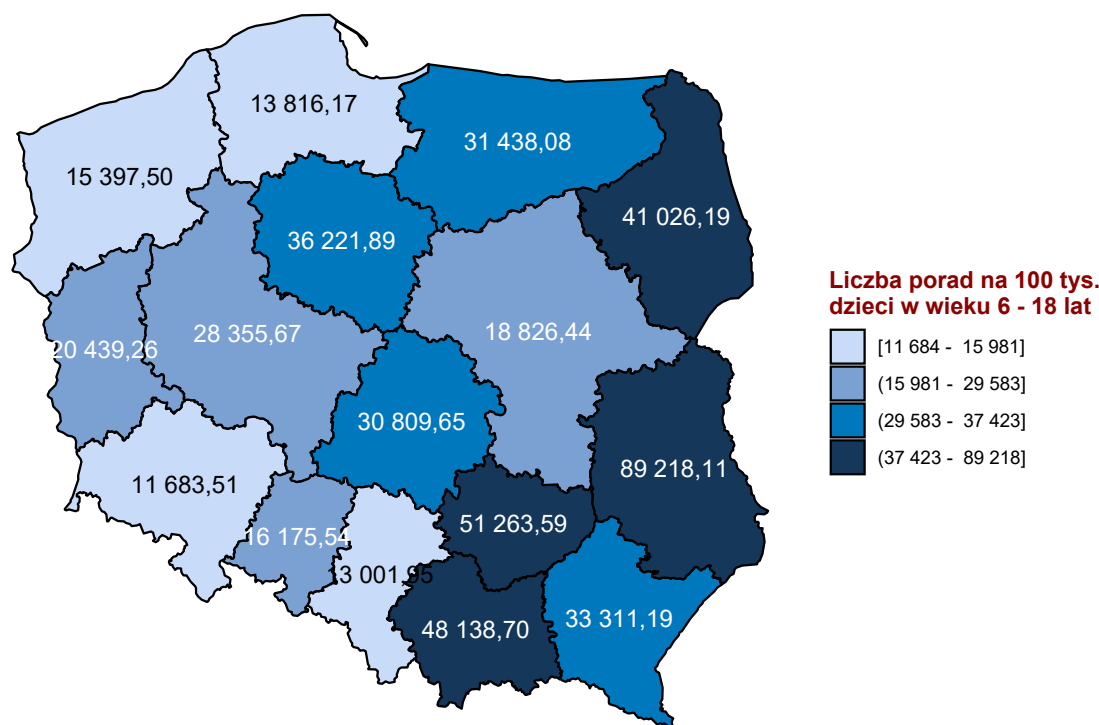 13 816,17
31 438,08
15 397,50
41 026,19
36 221,89
18 826,44
28 355,67
20 439,26
30 809,65
89 218,11
11 683,51
51 263,59
16 175,54
3 001,95
33 311,19
48 138,70
Liczba porad na 100 tys.
dzieci w wieku 6 - 18 lat
[11 684 - 15 981]
(15 981 - 29 583]
(29 583 - 37 423]
(37 423 - 89 218]